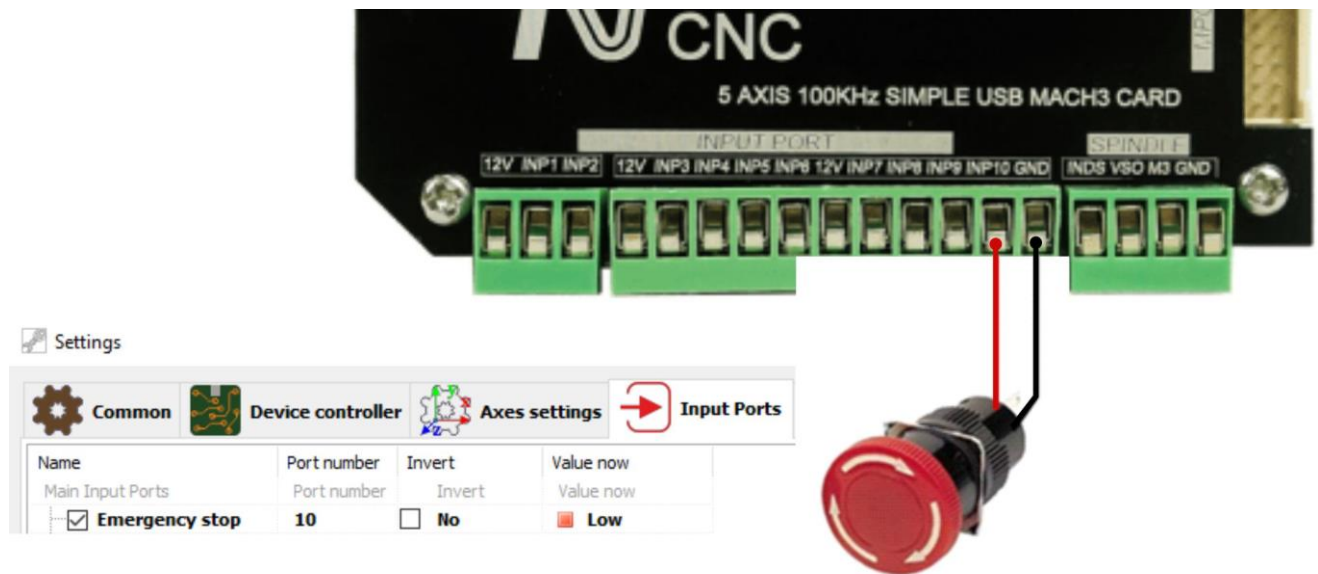 CNC
MPG
5 AXIS 100KHz SIMPLE USB MACH3 CARD
INPUT PORT
SPINDLE
12V INP1 INP2 12V INP3 INP4 INP5 INP6 12V INP7 INP8 INP9 INP10 GND INDS VSO M3 GND
Settings
Common Device controller Axes settings Input Ports
Name Port number Invert Value now
Main Input Ports Port number Invert Value now
Emergency stop 10 No Low